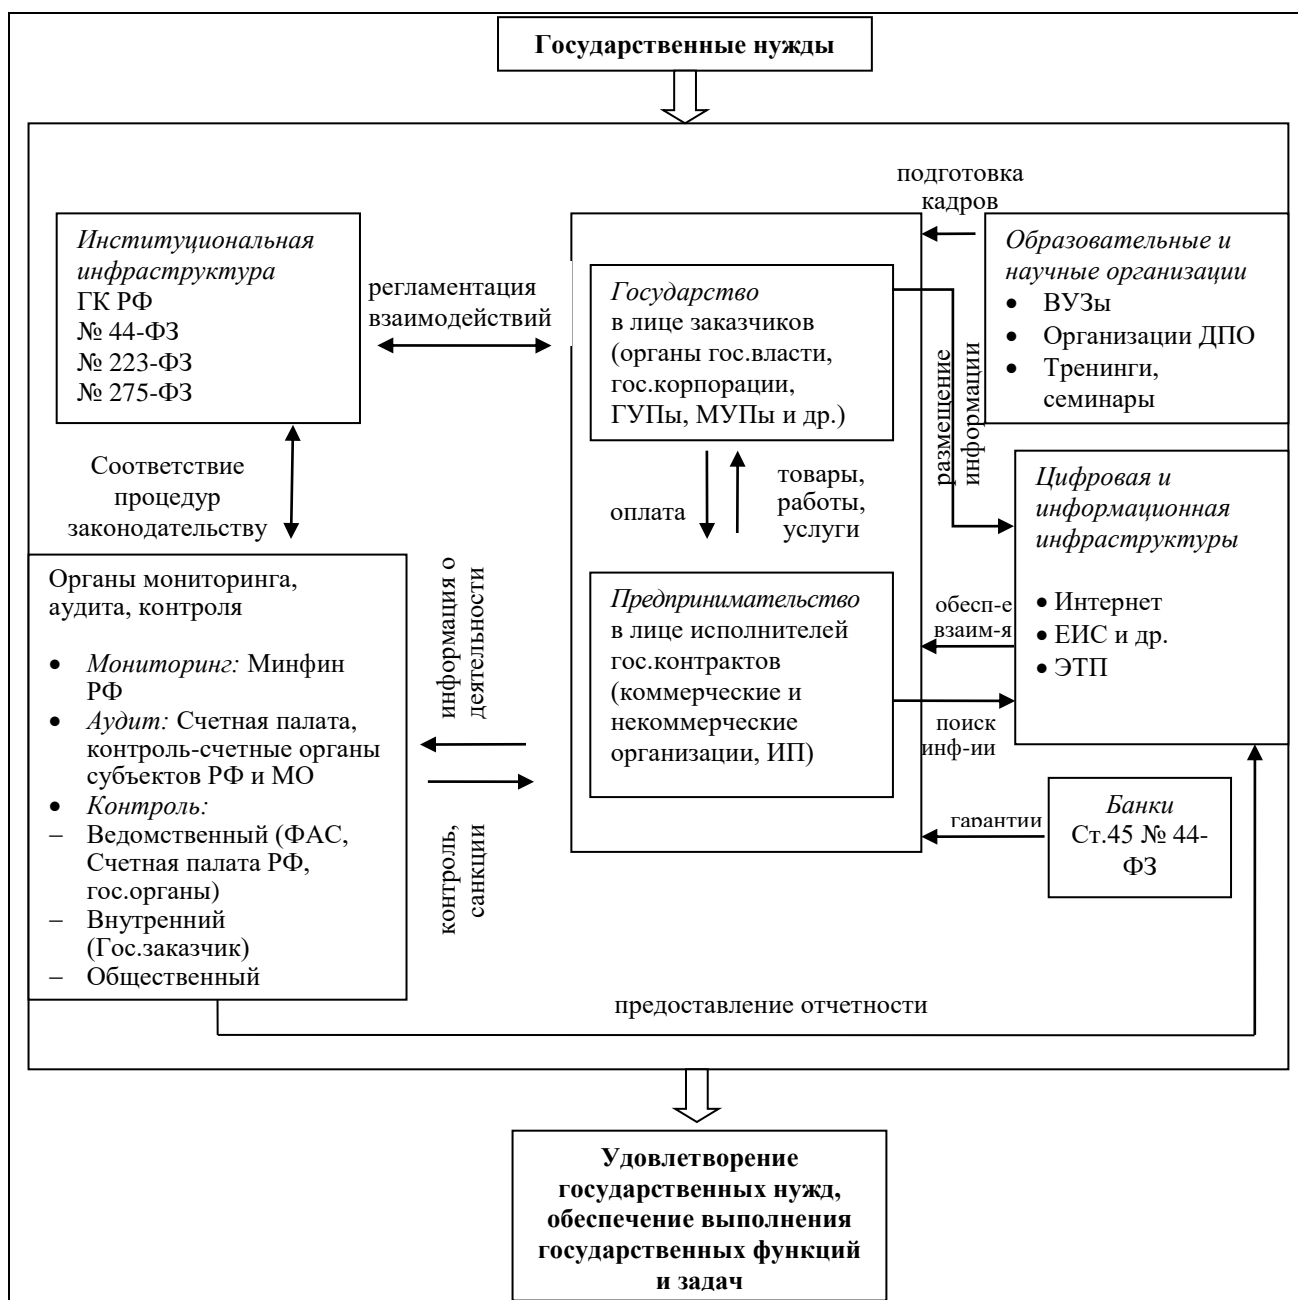 Государственные нужды
подготовка
кадров
Институциональная
инфраструктура
ГК РФ
№ 44-ФЗ
№ 223-ФЗ
№ 275-ФЗ
регламентация
взаимодействий
Государство
в лице заказчиков
(органы гос.власти,
гос.корпорации,
ГУПы, МУПы и др.)
Образовательные и
научные организации
• ВУЗы
• Организации ДПО
• Тренинги,
семинары
размещение
информации
Соответствие
процедур
законодательству
оплата
товары,
работы,
услуги
Цифровая и
информационная
инфраструктуры
• Интернет
• ЕИС и др.
• ЭТП
Органы мониторинга,
аудита, контроля
• Мониторинг: Минфин
РФ
• Аудит: Счетная палата,
контроль-счетные органы
субъектов РФ и МО
• Контроль:
– Ведомственный (ФАС,
Счетная палата РФ,
гос.органы)
– Внутренний
(Гос.заказчик)
– Общественный
информация о
деятельности
контроль,
санкции
Предпринимательство
в лице исполнителей
гос.контрактов
(коммерческие и
некоммерческие
организации, ИП)
обесп-е
взаим-я
поиск
инф-ии
гарантии
Банки
Ст.45 № 44-
ФЗ
предоставление отчетности
Удовлетворение
государственных нужд,
обеспечение выполнения
государственных функций
и задач